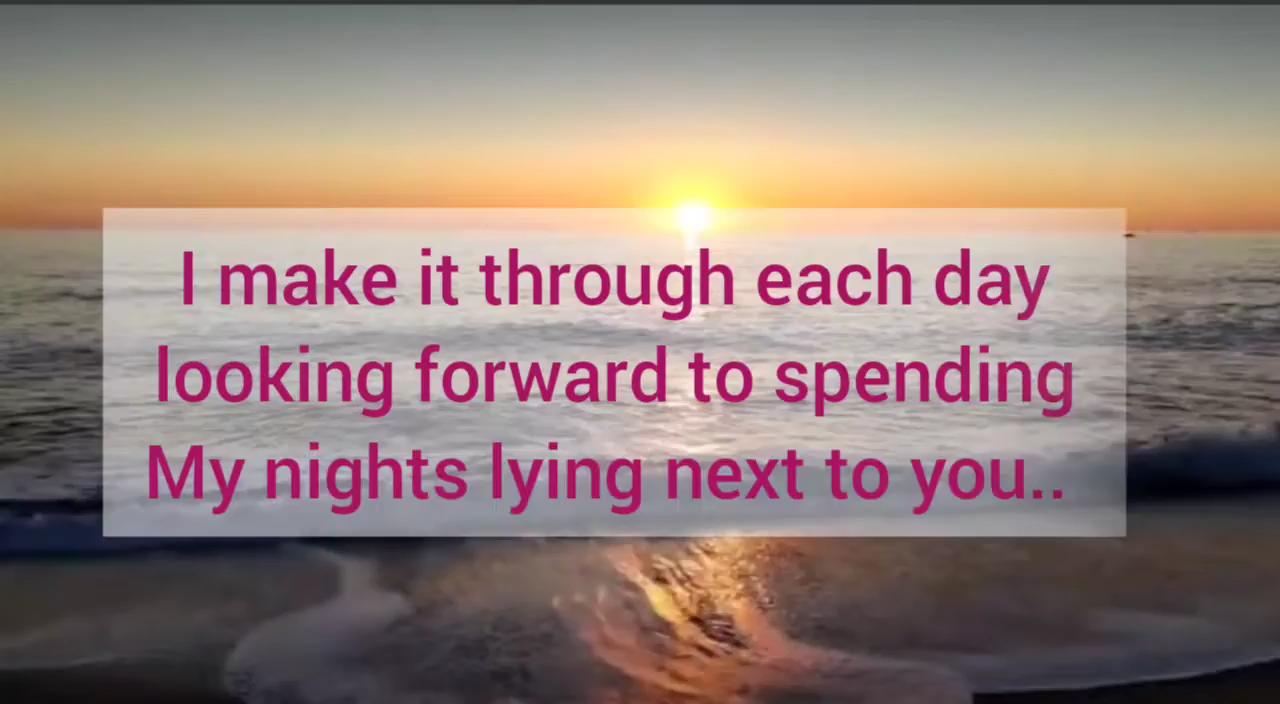 I make it through each day
looking forward to spending
My nights lying next to you..